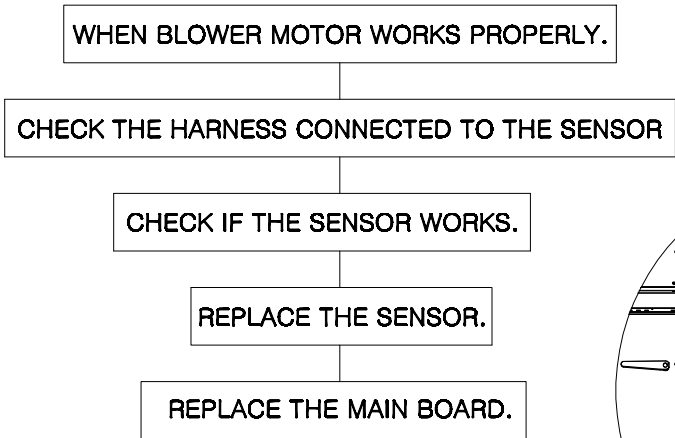 WHEN BLOWER MOTOR WORKS PROPERLY.
CHECK THE HARNESS CONNECTED TO THE SENSOR
CHECK IF THE SENSOR WORKS.
REPLACE THE SENSOR.
REPLACE THE MAIN BOARD.